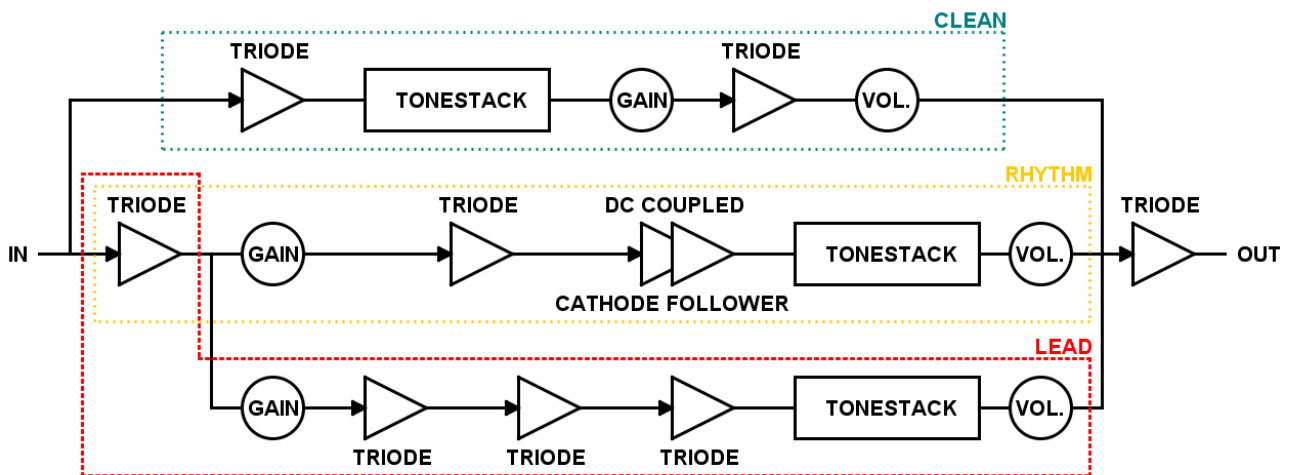 CLEAN
TRIODE
TRIODE
TONESTACK
GAIN
VOL.
RHYTHM
TRIODE
TRIODE
DC COUPLED
TRIODE
IN
GAIN
TONESTACK
VOL.
OUT
CATHODE FOLLOWER
LEAD
GAIN
TONESTACK
VOL.
TRIODE
TRIODE
TRIODE